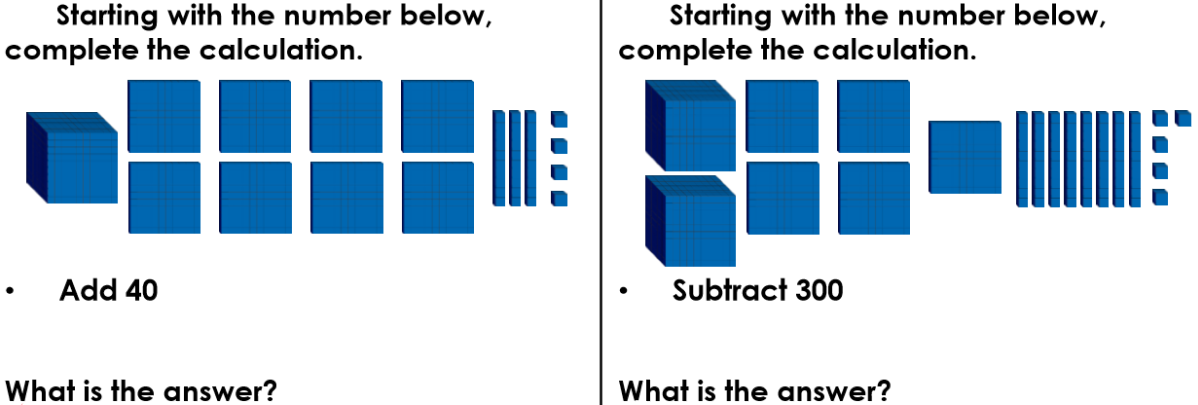 Starting with the number below,
complete the calculation.
• Add 40
What is the answer?
Starting with the number below,
complete the calculation.
• Subtract 300
What is the answer?